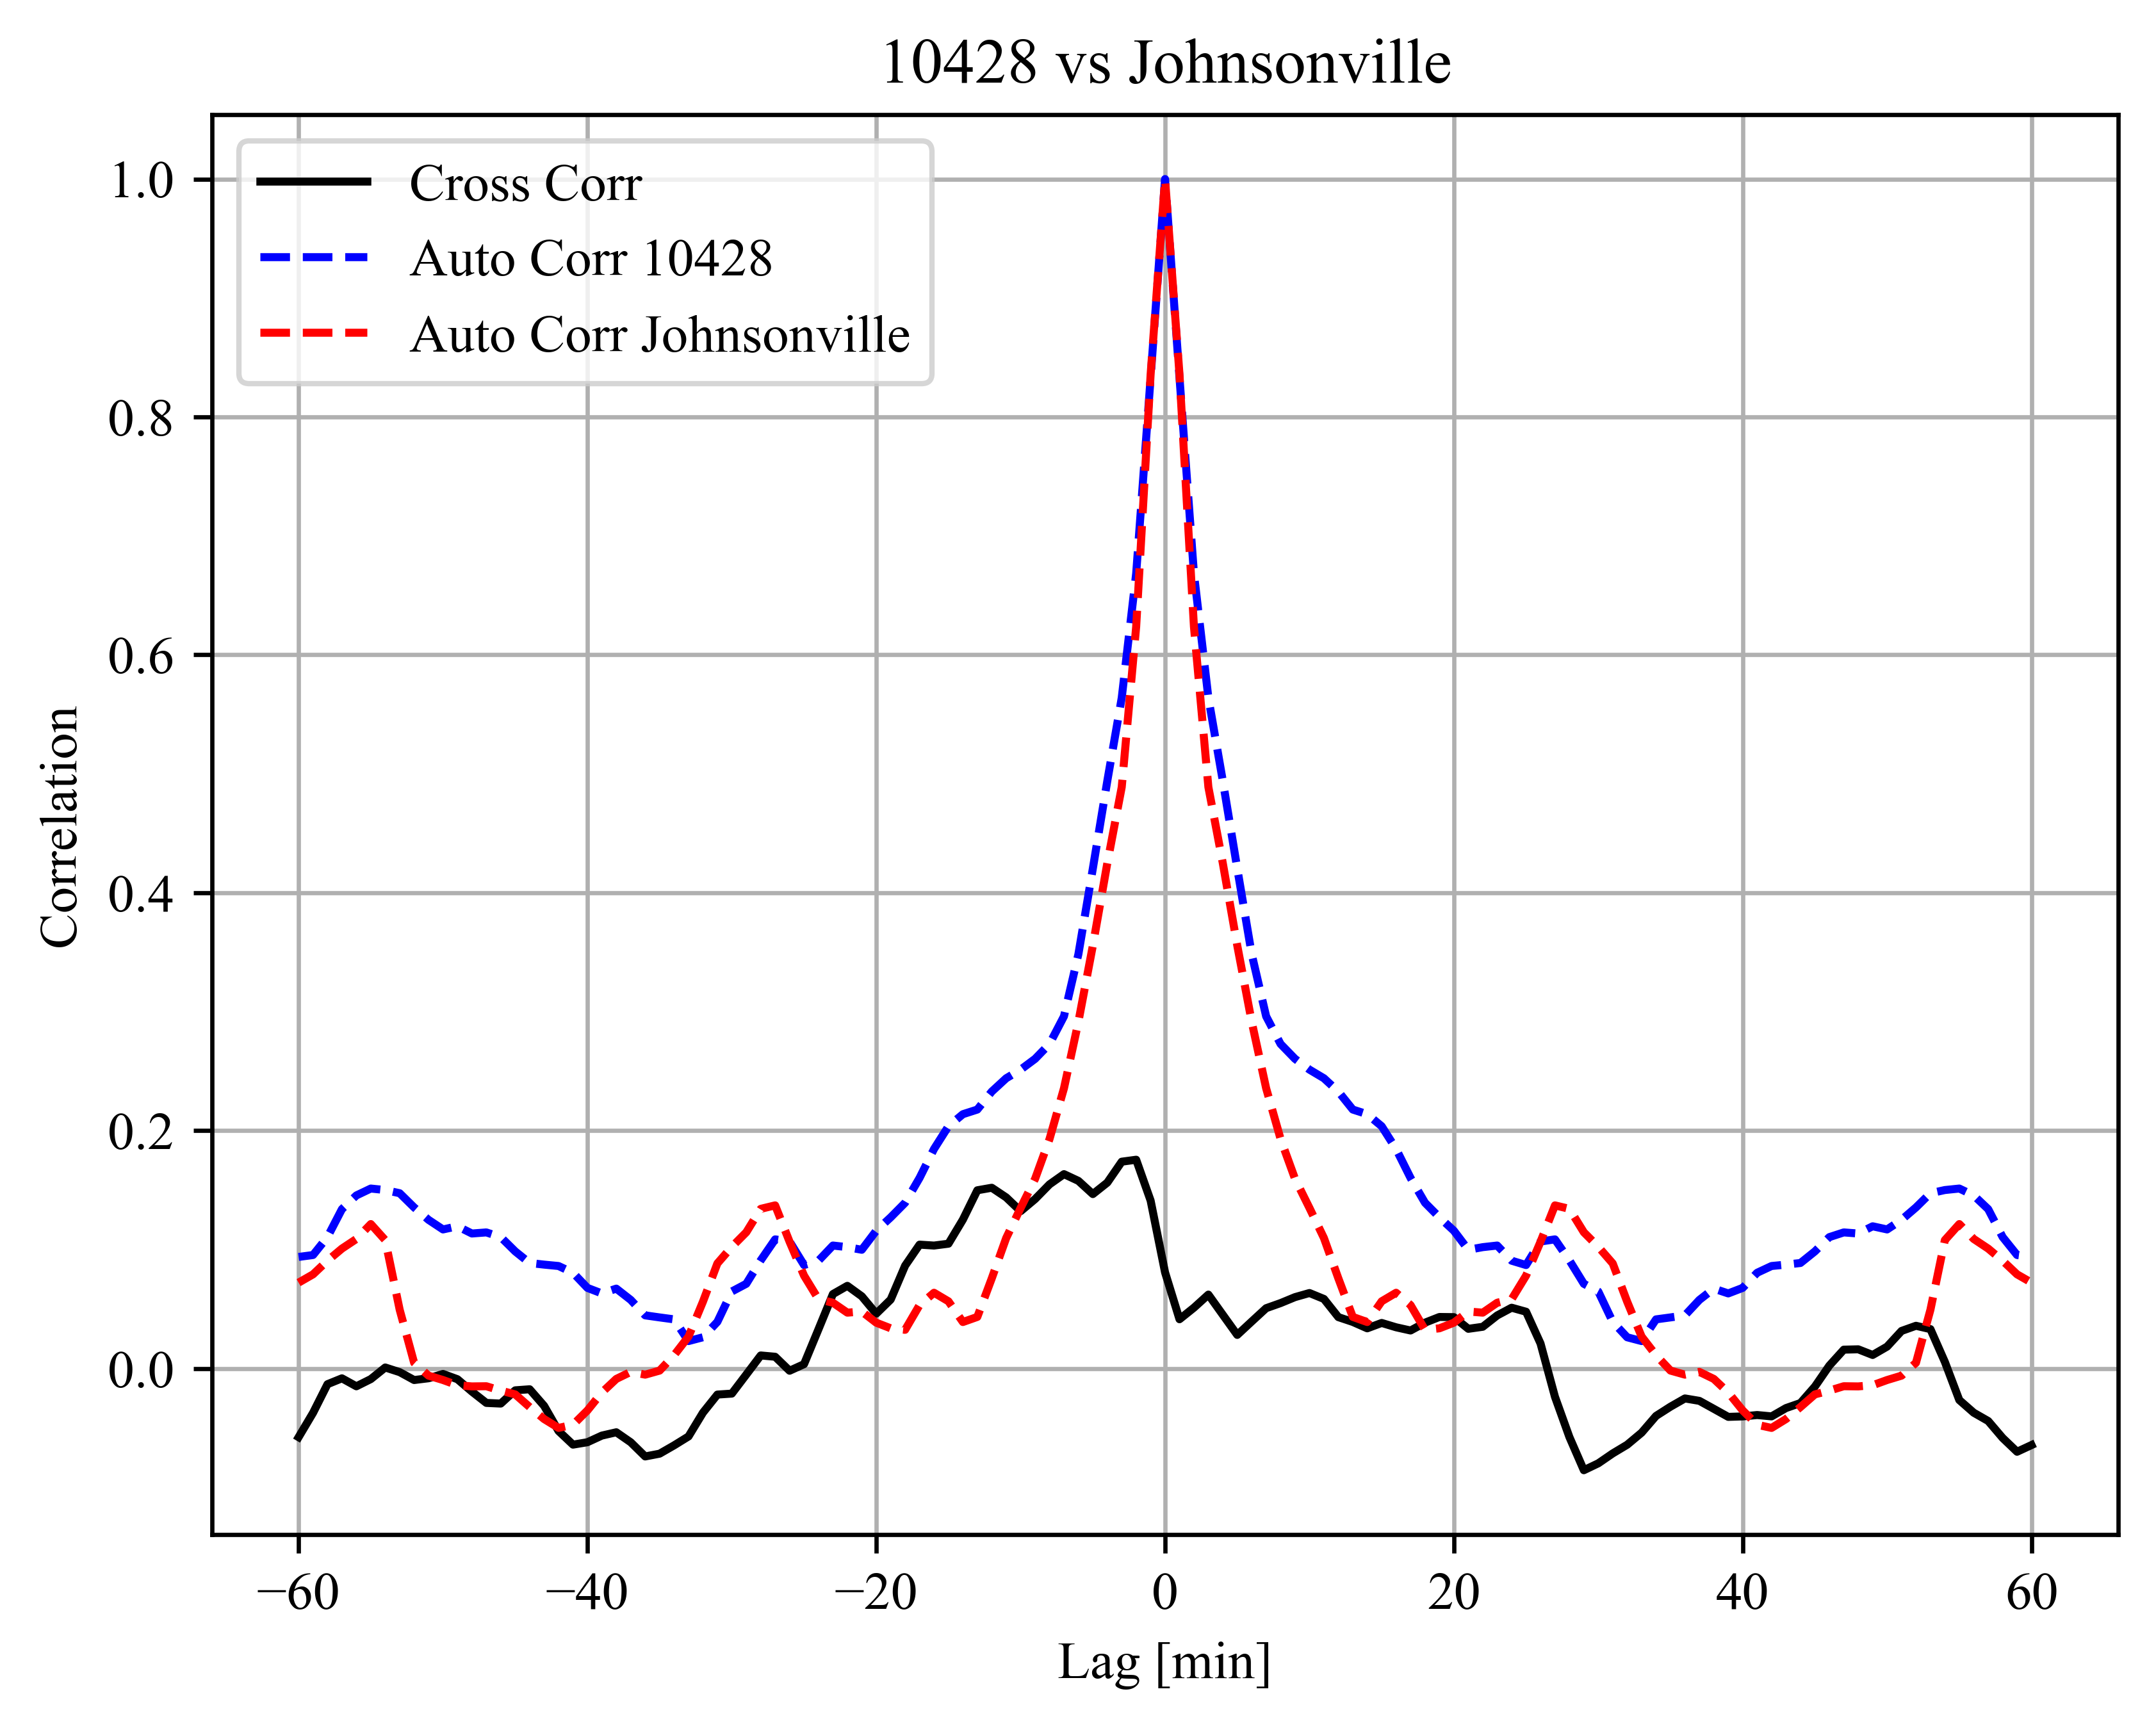 10428 vs Johnsonville
Cross Corr
Auto Corr 10428
Auto Corr Johnsonville
1.0
0.8
0.6
0.4
0.2
0.0
Correlation
−60 −40 −20 0 20 40 60
Lag [min]